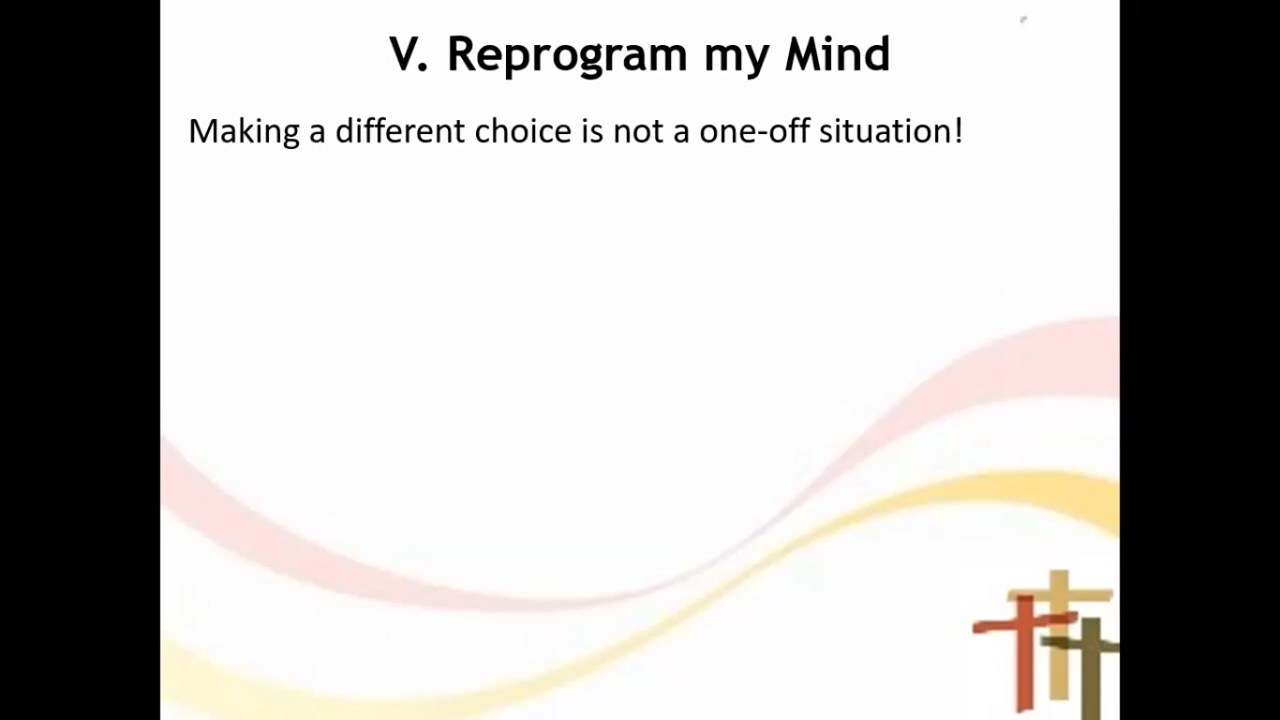 V. Reprogram my Mind
Making a different choice is not a one-off situation!